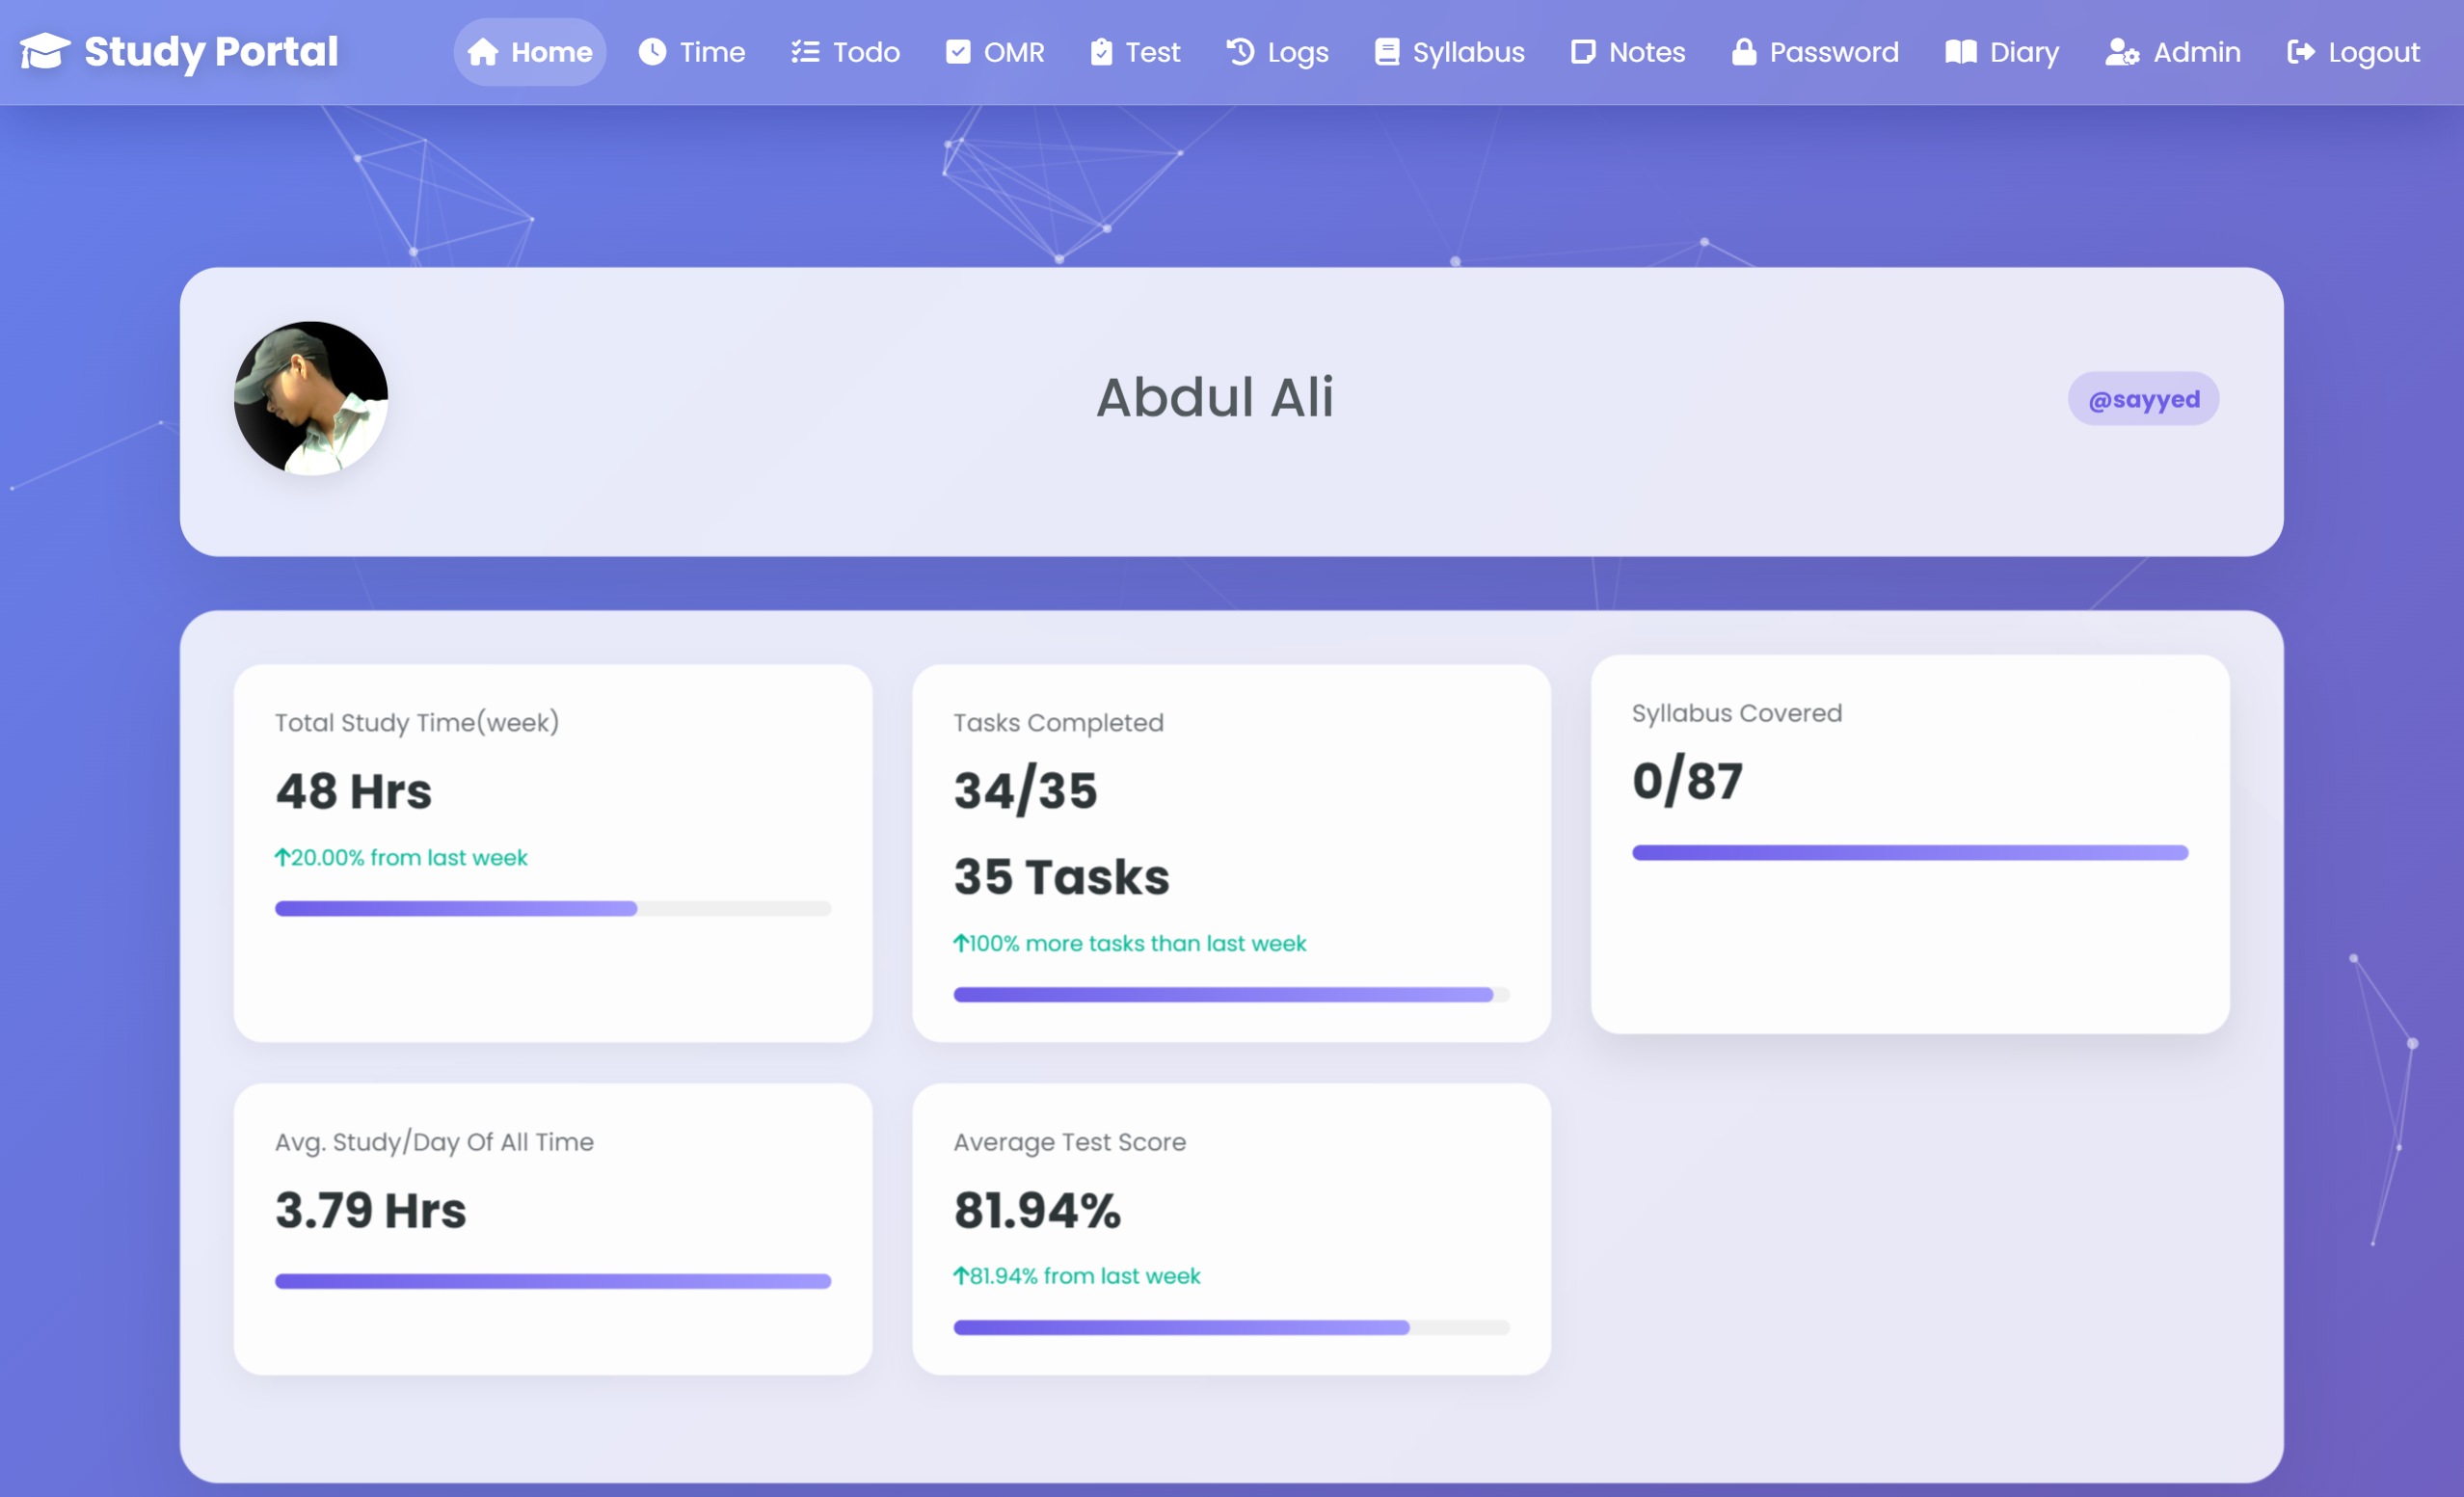 Study Portal
Home
Time
Todo
OMR
Test
Logs
Syllabus
Notes
Password
Diary
Admin
Logout
Abdul Ali
@sayyed
Total Study Time(week)
48 Hrs
20.00% from last week
Tasks Completed
34/35
35 Tasks
100% more tasks than last week
Syllabus Covered
0/87
Avg. Study/Day Of All Time
3.79 Hrs
Average Test Score
81.94%
81.94% from last week